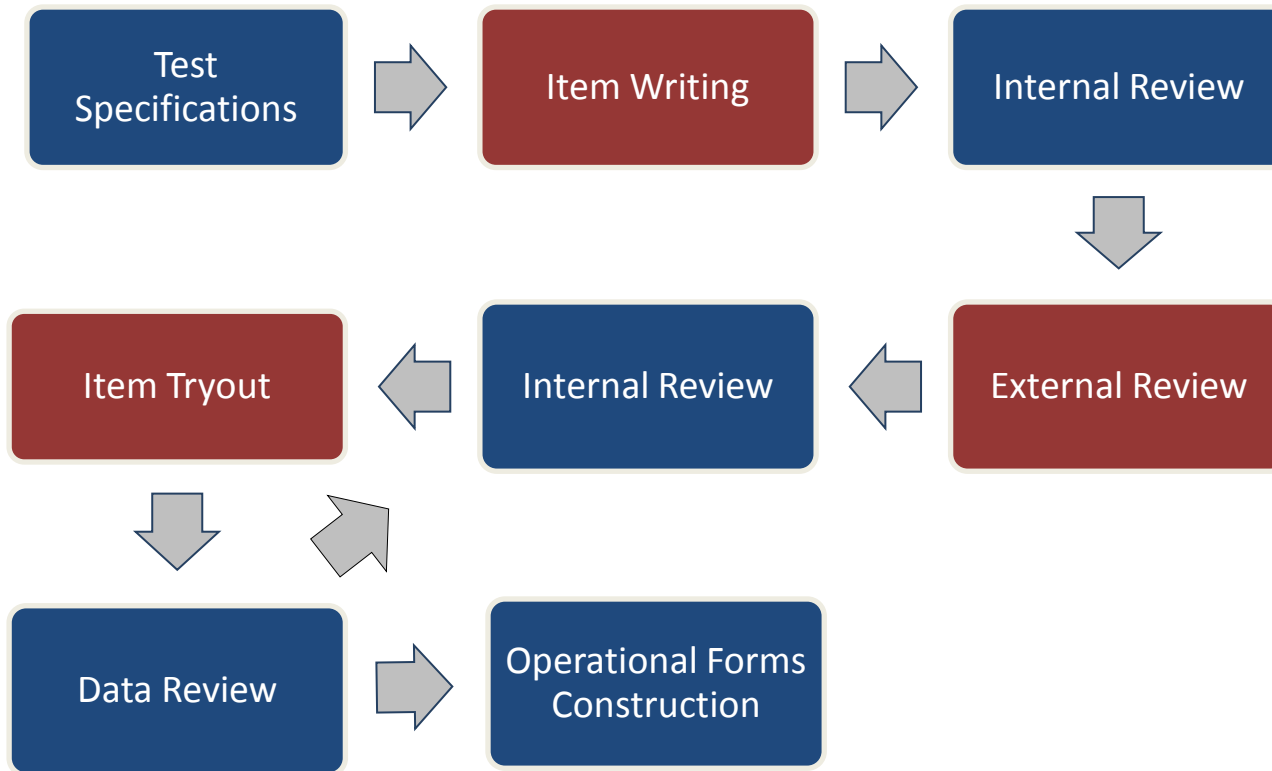 Test
Specifications
Item Writing
Internal Review
Item Tryout
Internal Review
External Review
Data Review
Operational Forms
Construction